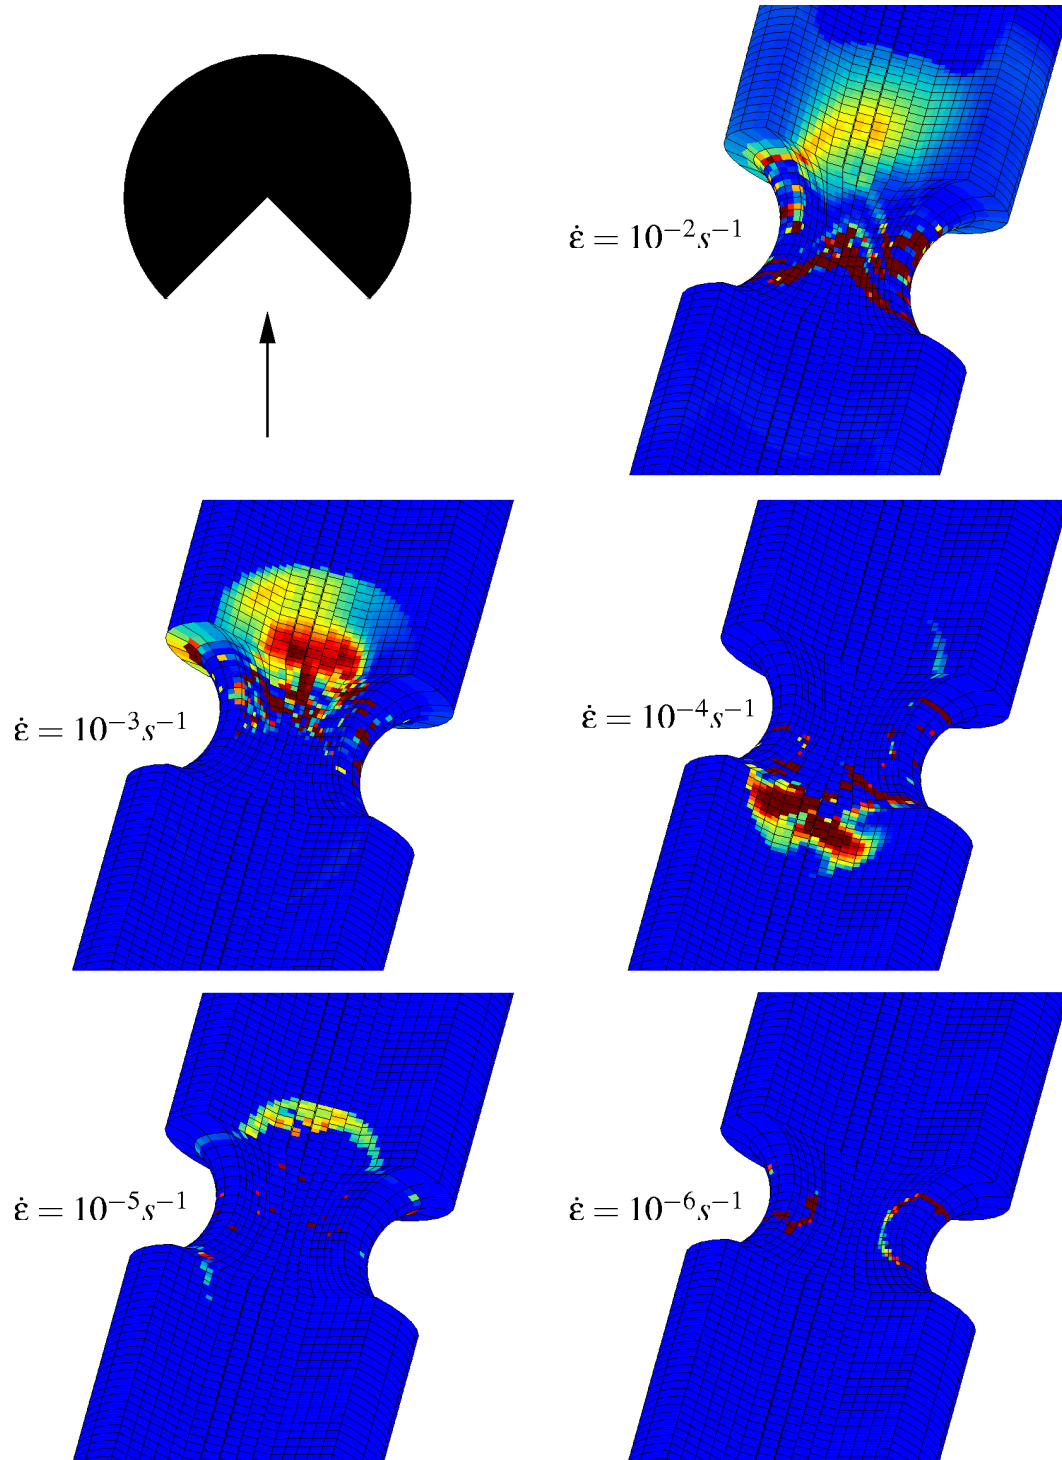 ε̇ = 10⁻²s⁻¹
ε̇ = 10⁻³s⁻¹
ε̇ = 10⁻⁴s⁻¹
ε̇ = 10⁻⁵s⁻¹
ε̇ = 10⁻⁶s⁻¹